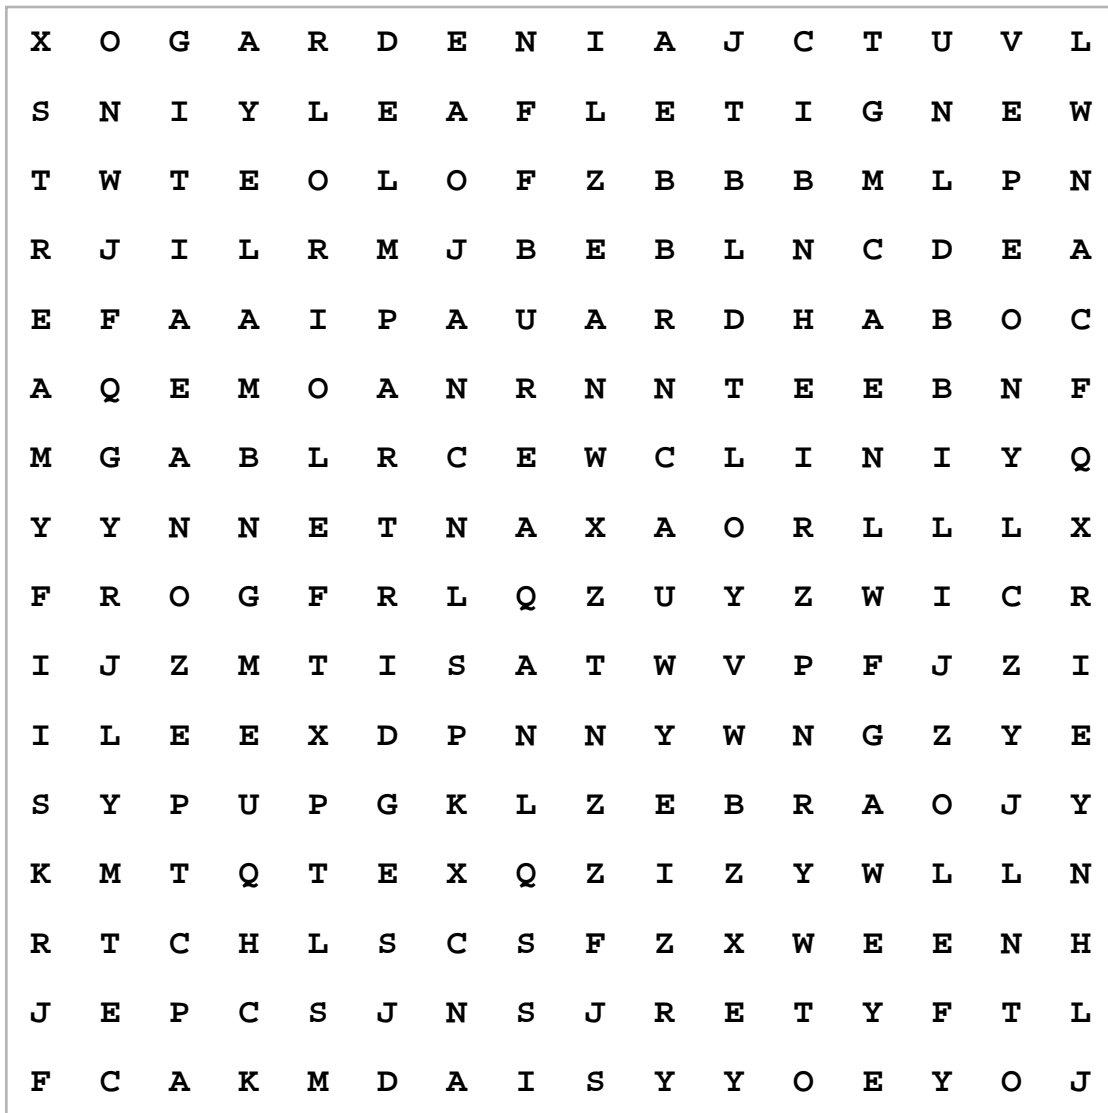 X O G A R D E N I A J C T U V L
S N I Y L E A F L E T I G N E W
T W T E O L O F Z B B B M L P N
R J I L R M J B E B L N C D E A
E F A A I P A U A R D H A B O C
A Q E M O A N R N N T E E B N F
M G A B L R C E W C L I N I Y Q
Y Y N N E T N A X A O R L L L X
F R O G F R L Q Z U Y Z W I C R
I J Z M T I S A T W V P F J Z I
I L E E X D P N N Y W N G Z Y E
S Y P U P G K L Z E B R A O J Y
K M T Q T E X Q Z I Z Y W L L N
R T C H L S C S F Z X W E E N H
J E P C S J N S J R E T Y F T L
F C A K M D A I S Y Y O E Y O J